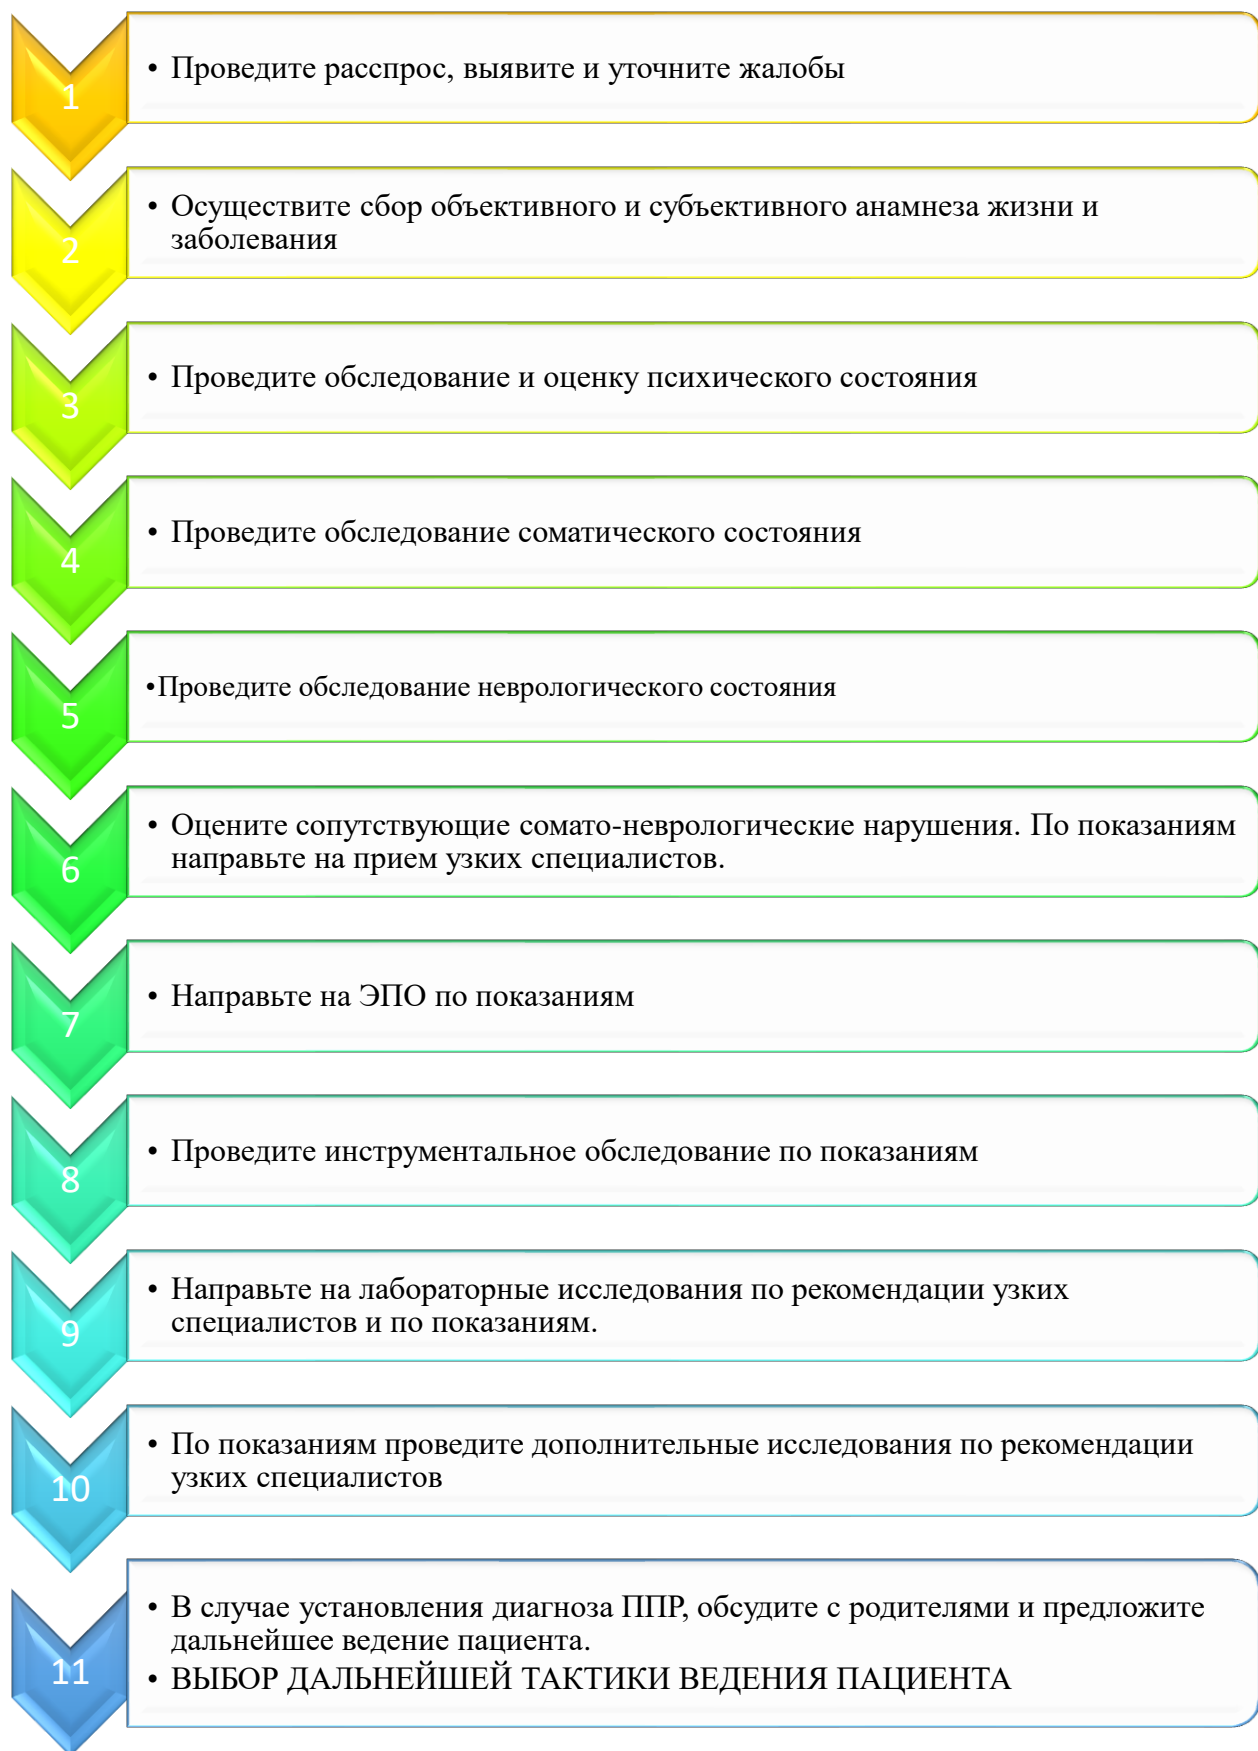 1
• Проведите расспрос, выявите и уточните жалобы
2
• Осуществите сбор объективного и субъективного анамнеза жизни и
заболевания
3
• Проведите обследование и оценку психического состояния
4
• Проведите обследование соматического состояния
5
•Проведите обследование неврологического состояния
6
• Оцените сопутствующие сомато-неврологические нарушения. По показаниям
направьте на прием узких специалистов.
7
• Направьте на ЭПО по показаниям
8
• Проведите инструментальное обследование по показаниям
9
• Направьте на лабораторные исследования по рекомендации узких
специалистов и по показаниям.
10
• По показаниям проведите дополнительные исследования по рекомендации
узких специалистов
11
• В случае установления диагноза ППР, обсудите с родителями и предложите
дальнейшее ведение пациента.
• ВЫБОР ДАЛЬНЕЙШЕЙ ТАКТИКИ ВЕДЕНИЯ ПАЦИЕНТА